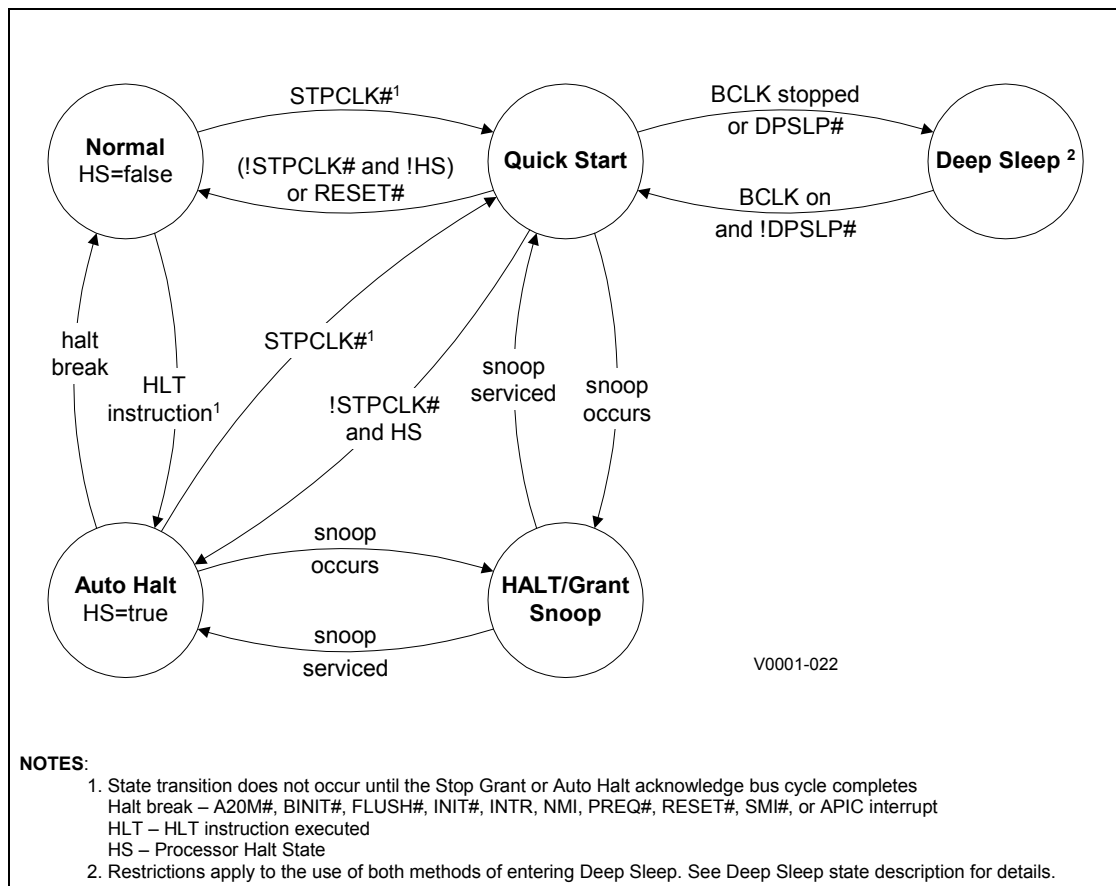 STPCLK#1
BCLK stopped
or DPSLP#
Normal
HS=false
(!STPCLK# and !HS)
or RESET#
Quick Start
Deep Sleep 2
BCLK on
and !DPSLP#
halt
break
HLT
instruction1
STPCLK#1
!STPCLK#
and HS
snoop
serviced
snoop
occurs
Auto Halt
HS=true
snoop
occurs
HALT/Grant
Snoop
snoop
serviced
V0001-022
NOTES:
1. State transition does not occur until the Stop Grant or Auto Halt acknowledge bus cycle completes
Halt break – A20M#, BINIT#, FLUSH#, INIT#, INTR, NMI, PREQ#, RESET#, SMI#, or APIC interrupt
HLT – HLT instruction executed
HS – Processor Halt State
2. Restrictions apply to the use of both methods of entering Deep Sleep. See Deep Sleep state description for details.